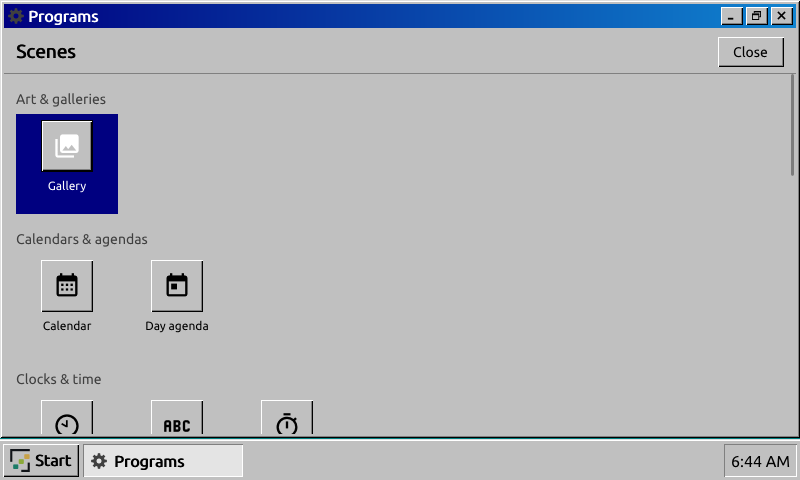 Programs
Scenes
Close
Art & galleries
Gallery
Calendars & agendas
Calendar
Day agenda
Clocks & time
ABC
Start
Programs
6:44 AM